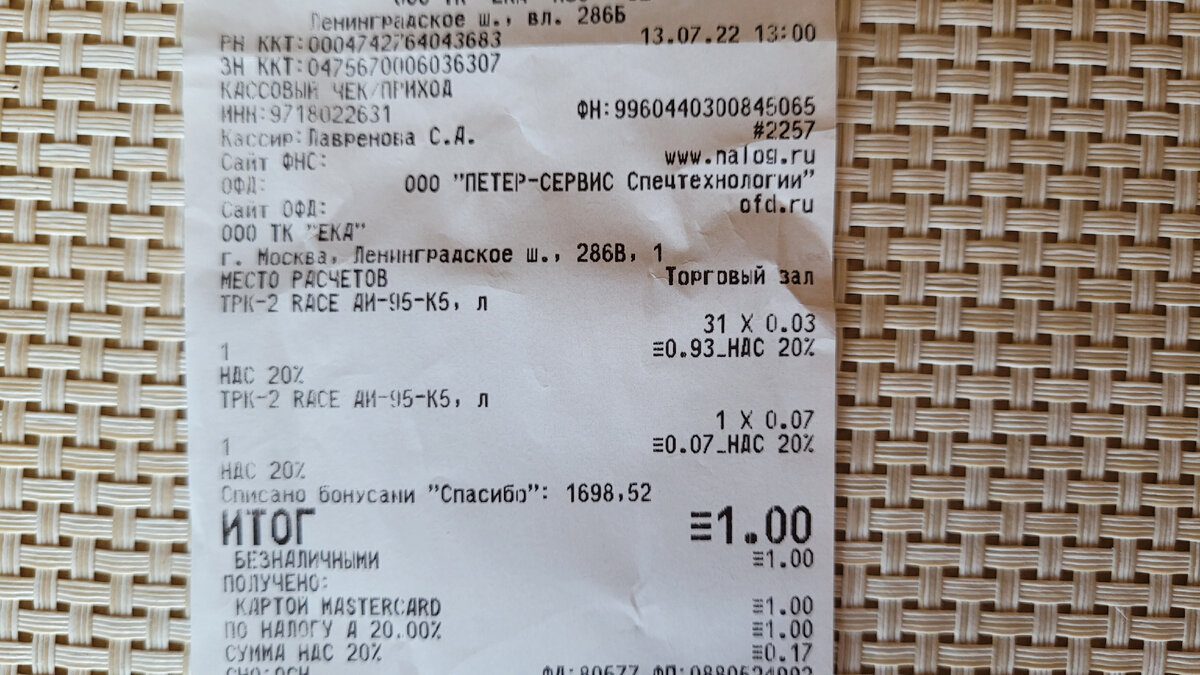 Ленинградское ш., вл. 286Б
РН ККТ:0004742764043683 13.07.22 13:00
ЗН ККТ:0475670006036307
КАССОВЫЙ ЧЕК/ПРИХОД
ИНН:9718022631 ФН:9960440300845065
Кассир:Лавренова С.А. #2257
Сайт ФНС: www.nalog.ru
ОФД: ООО "ПЕТЕР-СЕРВИС Спецтехнологии"
Сайт ОФД: ofd.ru
ООО ТК "ЕКА"
г. Москва, Ленинградское ш., 286В, 1
МЕСТО РАСЧЕТОВ Торговый зал
ТРК-2 RACE АИ-95-К5, л
31 X 0.03
1 ≡0.93_НДС 20%
НДС 20%
ТРК-2 RACE АИ-95-К5, л
1 X 0.07
1 ≡0.07_НДС 20%
НДС 20%
Списано бонусами "Спасибо": 1698,52
ИТОГ ≡1.00
БЕЗНАЛИЧНЫМИ ≡1.00
ПОЛУЧЕНО:
КАРТОЙ MASTERCARD ≡1.00
ПО НАЛОГУ А 20.00% ≡1.00
СУММА НДС 20% ≡0.17